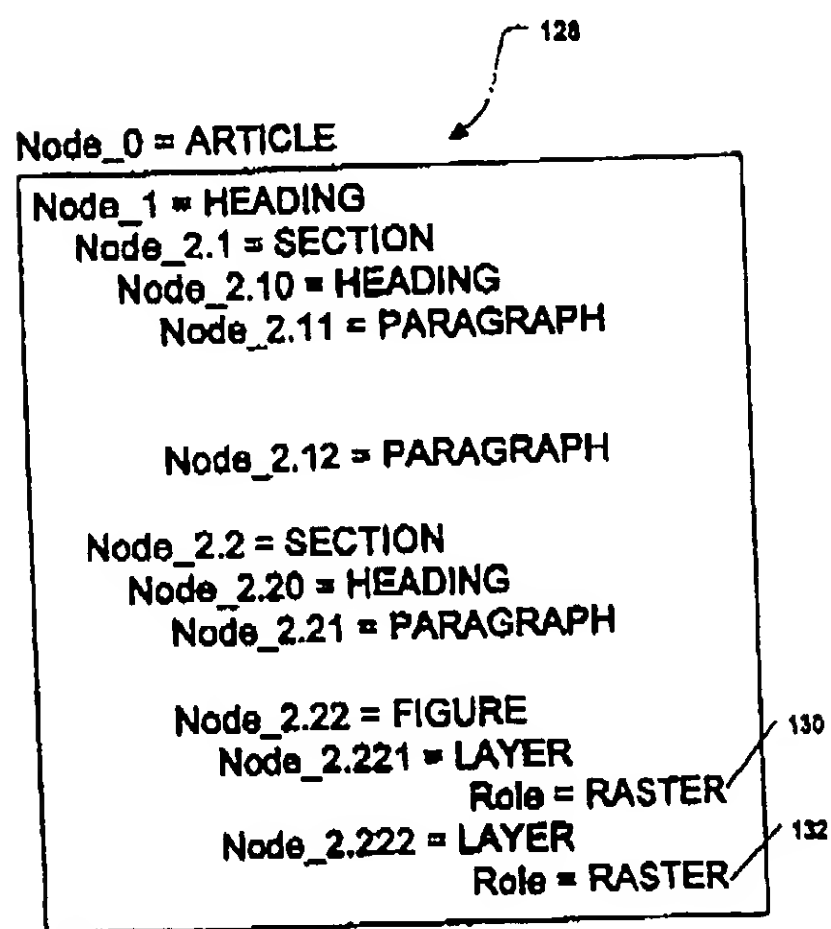 128
Node_0 = ARTICLE
Node_1 = HEADING
Node_2.1 = SECTION
Node_2.10 = HEADING
Node_2.11 = PARAGRAPH
Node_2.12 = PARAGRAPH
Node_2.2 = SECTION
Node_2.20 = HEADING
Node_2.21 = PARAGRAPH
Node_2.22 = FIGURE
130
Node_2.221 = LAYER
Role = RASTER
132
Node_2.222 = LAYER
Role = RASTER